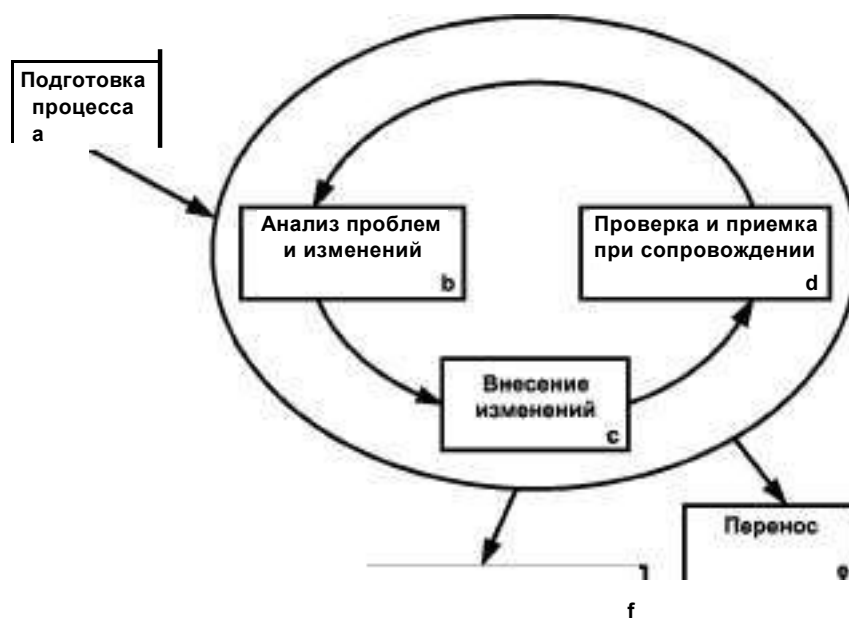 Подготовка
процесса
a
Анализ проблем
и изменений
b
Проверка и приемка
при сопровождении
d
Внесение
изменений
c
Перенос
f